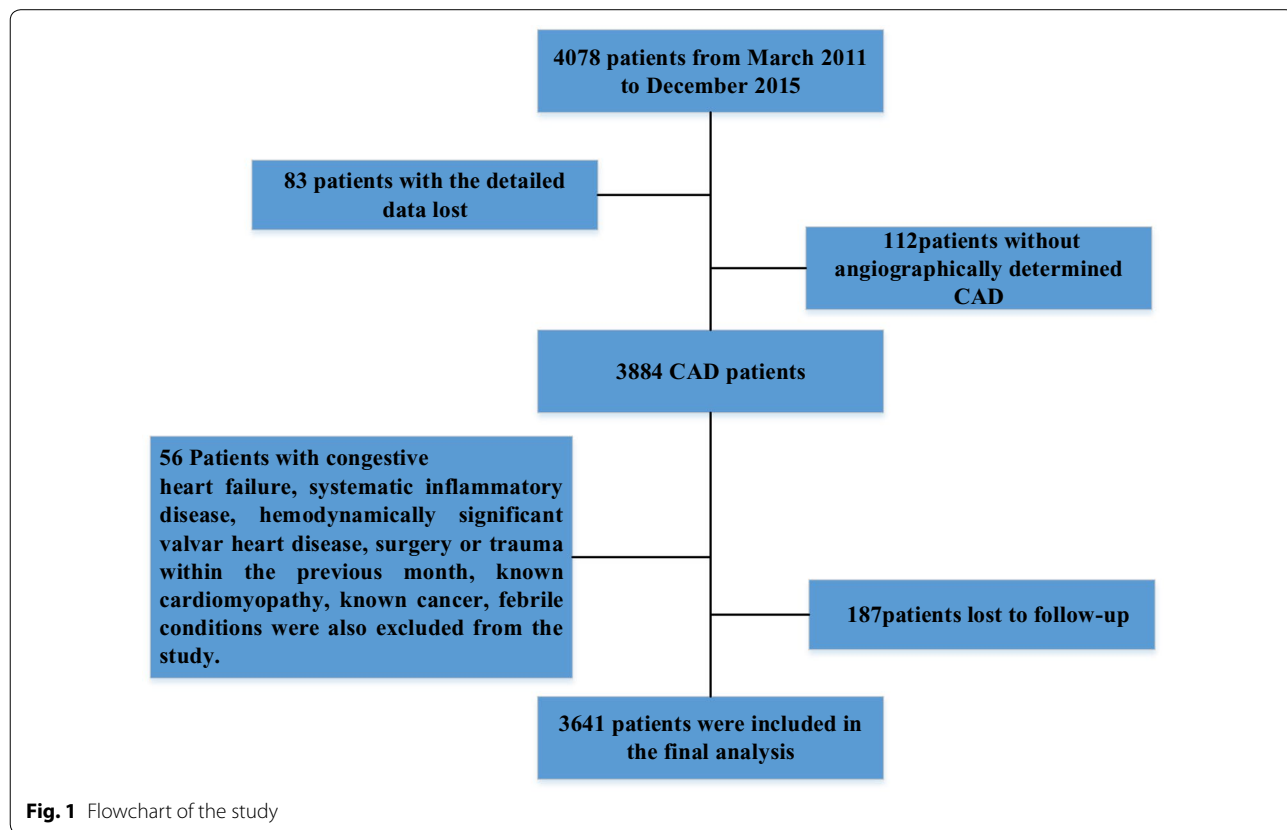 4078 patients from March 2011
to December 2015
83 patients with the detailed
data lost
112patients without
angiographically determined
CAD
3884 CAD patients
56 Patients with congestive
heart failure, systematic inflammatory
disease, hemodynamically significant
valvar heart disease, surgery or trauma
within the previous month, known
cardiomyopathy, known cancer, febrile
conditions were also excluded from the
study.
187patients lost to follow-up
3641 patients were included in
the final analysis
Fig. 1 Flowchart of the study